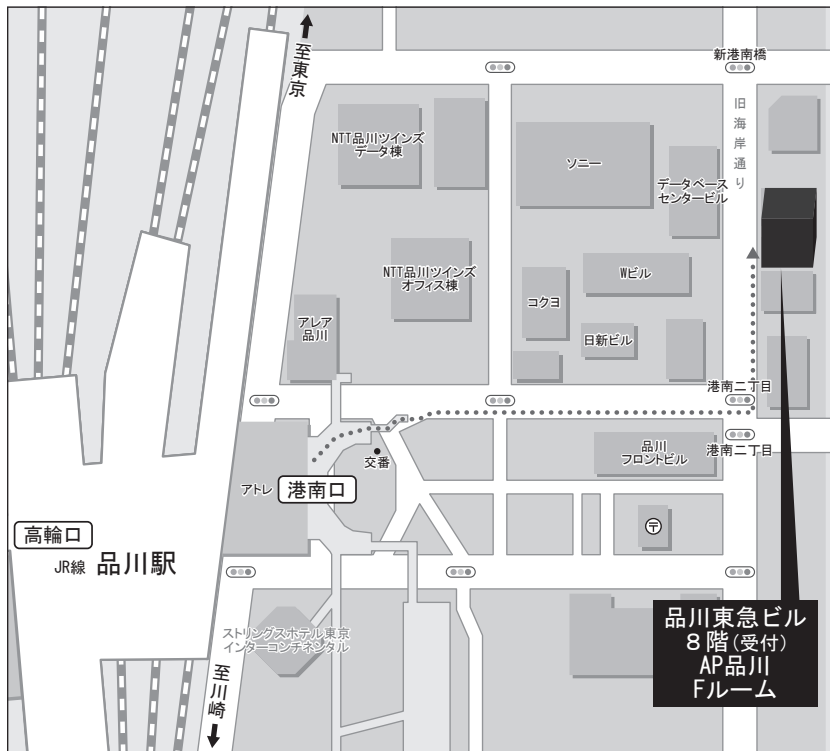 至東京
新港南橋
旧海岸通り
NTT品川ツインズ
データ棟
ソニー
データベース
センタービル
NTT品川ツインズ
オフィス棟
Wビル
コクヨ
アレア
品川
日新ビル
港南二丁目
港南二丁目
品川
フロントビル
交番
アトレ
港南口
〒
高輪口
JR線 品川駅
品川東急ビル
8階(受付)
AP品川
Fルーム
ストリングスホテル東京
インターコンチネンタル
至川崎